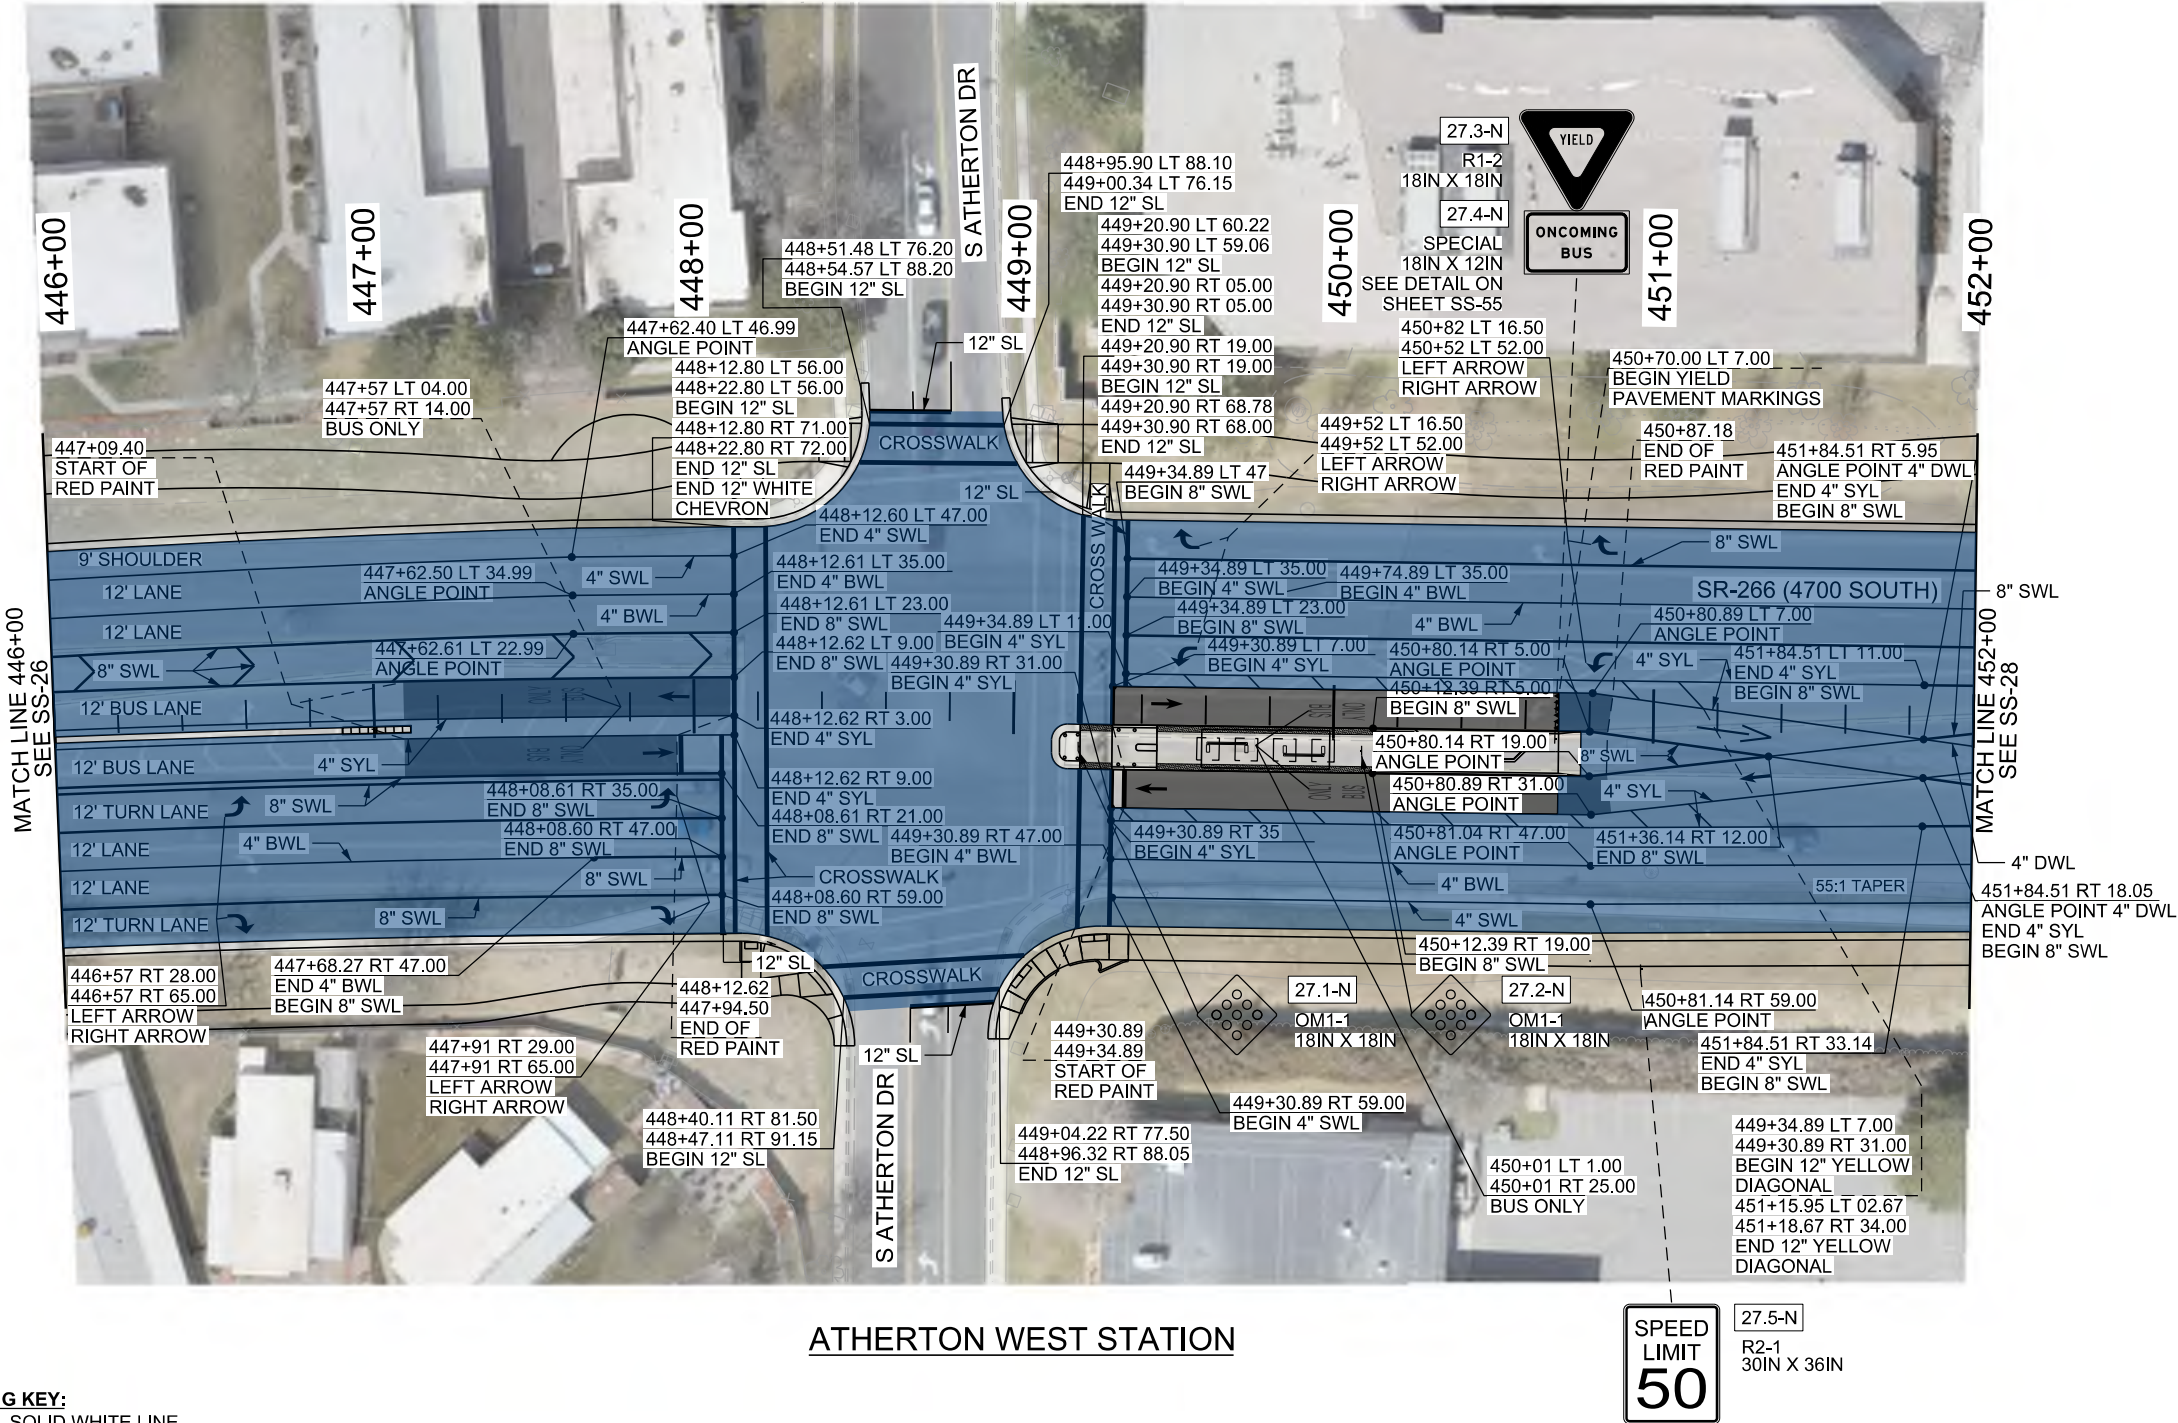 S ATHERTON DR
446+00
447+00
448+00
449+00
450+00
451+00
452+00
27.3-N
R1-2
18IN X 18IN
27.4-N
SPECIAL
18IN X 12IN
SEE DETAIL ON
SHEET SS-55
YIELD
ONCOMING
BUS
448+95.90 LT 88.10
449+00.34 LT 76.15
END 12" SL
448+51.48 LT 76.20
448+54.57 LT 88.20
BEGIN 12" SL
449+20.90 LT 60.22
449+30.90 LT 59.06
BEGIN 12" SL
449+20.90 RT 05.00
449+30.90 RT 05.00
END 12" SL
449+20.90 RT 19.00
449+30.90 RT 19.00
BEGIN 12" SL
449+20.90 RT 68.78
449+30.90 RT 68.00
END 12" SL
447+62.40 LT 46.99
ANGLE POINT
448+12.80 LT 56.00
448+22.80 LT 56.00
BEGIN 12" SL
448+12.80 RT 71.00
448+22.80 RT 72.00
END 12" SL
END 12" WHITE
CHEVRON
12" SL
447+57 LT 04.00
447+57 RT 14.00
BUS ONLY
447+09.40
START OF
RED PAINT
450+82 LT 16.50
450+52 LT 52.00
LEFT ARROW
RIGHT ARROW
450+70.00 LT 7.00
BEGIN YIELD
PAVEMENT MARKINGS
449+52 LT 16.50
449+52 LT 52.00
LEFT ARROW
RIGHT ARROW
450+87.18
END OF
RED PAINT
451+84.51 RT 5.95
ANGLE POINT 4" DWL
END 4" SYL
BEGIN 8" SWL
449+34.89 LT 47
BEGIN 8" SWL
CROSSWALK
12" SL
CROSS WALK
448+12.60 LT 47.00
END 4" SWL
9' SHOULDER
12' LANE
12' LANE
447+62.50 LT 34.99
ANGLE POINT
4" SWL
448+12.61 LT 35.00
END 4" BWL
4" BWL
448+12.61 LT 23.00
END 8" SWL
447+62.61 LT 22.99
ANGLE POINT
448+12.62 LT 9.00
END 8" SWL
8" SWL
12' BUS LANE
BUS
ONLY
448+12.62 RT 3.00
END 4" SYL
12' BUS LANE
4" SYL
BUS
ONLY
448+12.62 RT 9.00
END 4" SYL
12' TURN LANE
8" SWL
448+08.61 RT 35.00
END 8" SWL
448+08.61 RT 21.00
END 8" SWL
12' LANE
4" BWL
448+08.60 RT 47.00
END 8" SWL
12' LANE
8" SWL
CROSSWALK
448+08.60 RT 59.00
END 8" SWL
12' TURN LANE
8" SWL
449+34.89 LT 35.00
BEGIN 4" SWL
449+74.89 LT 35.00
BEGIN 4" BWL
8" SWL
SR-266 (4700 SOUTH)
449+34.89 LT 23.00
BEGIN 8" SWL
4" BWL
449+34.89 LT 11.00
BEGIN 4" SYL
449+30.89 LT 7.00
BEGIN 4" SYL
450+80.89 LT 7.00
ANGLE POINT
449+30.89 RT 31.00
BEGIN 4" SYL
450+80.14 RT 5.00
ANGLE POINT
4" SYL
451+84.51 LT 11.00
END 4" SYL
BEGIN 8" SWL
450+12.39 RT 5.00
BEGIN 8" SWL
BUS
ONLY
450+80.14 RT 19.00
ANGLE POINT
8" SWL
ONLY
BUS
450+80.89 RT 31.00
ANGLE POINT
4" SYL
449+30.89 RT 47.00
BEGIN 4" BWL
449+30.89 RT 35
BEGIN 4" SYL
450+81.04 RT 47.00
ANGLE POINT
451+36.14 RT 12.00
END 8" SWL
4" BWL
55:1 TAPER
4" SWL
8" SWL
4" DWL
451+84.51 RT 18.05
ANGLE POINT 4" DWL
END 4" SYL
BEGIN 8" SWL
MATCH LINE 446+00
SEE SS-26
MATCH LINE 452+00
SEE SS-28
446+57 RT 28.00
446+57 RT 65.00
LEFT ARROW
RIGHT ARROW
447+68.27 RT 47.00
END 4" BWL
BEGIN 8" SWL
12" SL
448+12.62
447+94.50
END OF
RED PAINT
447+91 RT 29.00
447+91 RT 65.00
LEFT ARROW
RIGHT ARROW
CROSSWALK
12" SL
448+40.11 RT 81.50
448+47.11 RT 91.15
BEGIN 12" SL
S ATHERTON DR
449+30.89
449+34.89
START OF
RED PAINT
449+04.22 RT 77.50
448+96.32 RT 88.05
END 12" SL
27.1-N
OM1-1
18IN X 18IN
450+12.39 RT 19.00
BEGIN 8" SWL
27.2-N
OM1-1
18IN X 18IN
449+30.89 RT 59.00
BEGIN 4" SWL
450+01 LT 1.00
450+01 RT 25.00
BUS ONLY
450+81.14 RT 59.00
ANGLE POINT
451+84.51 RT 33.14
END 4" SYL
BEGIN 8" SWL
449+34.89 LT 7.00
449+30.89 RT 31.00
BEGIN 12" YELLOW
DIAGONAL
451+15.95 LT 02.67
451+18.67 RT 34.00
END 12" YELLOW
DIAGONAL
ATHERTON WEST STATION
SPEED
LIMIT
50
27.5-N
R2-1
30IN X 36IN
G KEY:
SOLID WHITE LINE